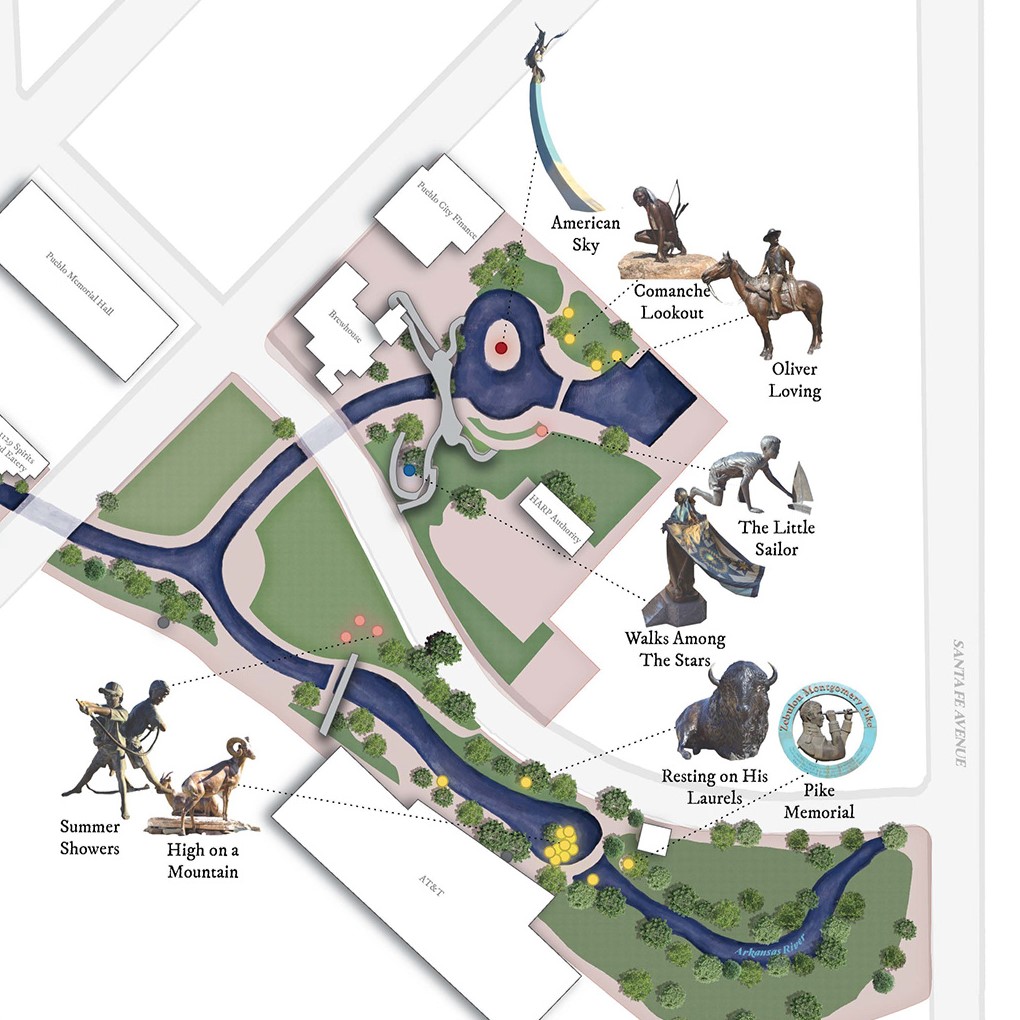 American
Sky
Pueblo City Finance
Comanche
Lookout
Pueblo Memorial Hall
Brewhouse
Oliver
Loving
1129 Spirits
nd Eatery
HARP Authority
The Little
Sailor
Walks Among
The Stars
SANTA FE AVENUE
Zebulon Montgomery Pike
Resting on His
Laurels
Pike
Memorial
Summer
Showers
High on a
Mountain
AT&T
Arkansas River